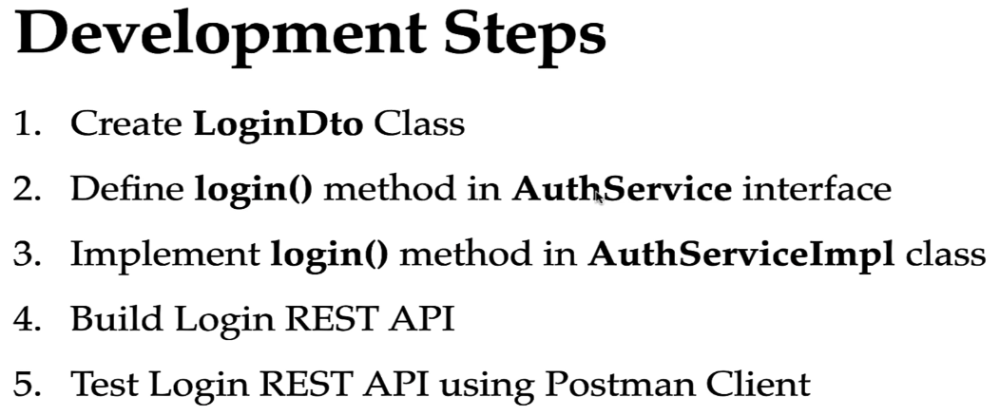 Development Steps
1. Create LoginDto Class
2. Define login() method in AuthService interface
3. Implement login() method in AuthServiceImpl class
4. Build Login REST API
5. Test Login REST API using Postman Client